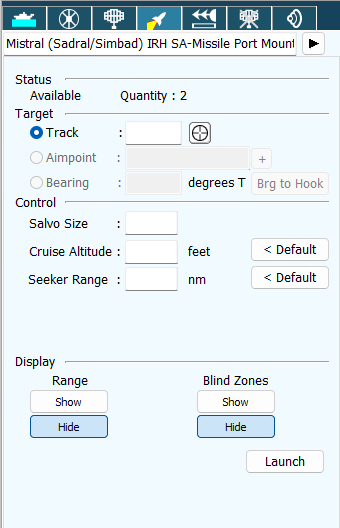 Mistral (Sadral/Simbad) IRH SA-Missile Port Mount
Status
Available Quantity : 2
Target
Track :
Aimpoint : +
Bearing : degrees T Brg to Hook
Control
Salvo Size :
Cruise Altitude : feet < Default
Seeker Range : nm < Default
Display
Range Blind Zones
Show Show
Hide Hide
Launch